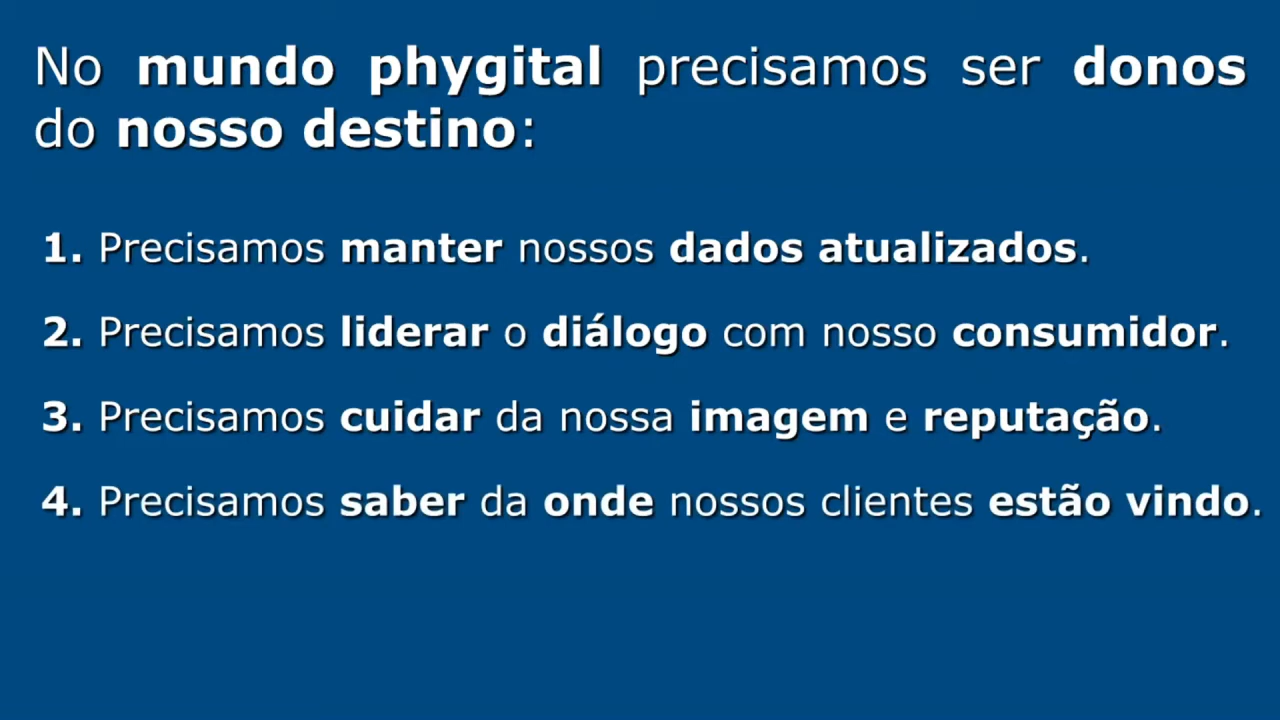 No mundo phygital precisamos ser donos
do nosso destino:
1. Precisamos manter nossos dados atualizados.
2. Precisamos liderar o diálogo com nosso consumidor.
3. Precisamos cuidar da nossa imagem e reputação.
4. Precisamos saber da onde nossos clientes estão vindo.